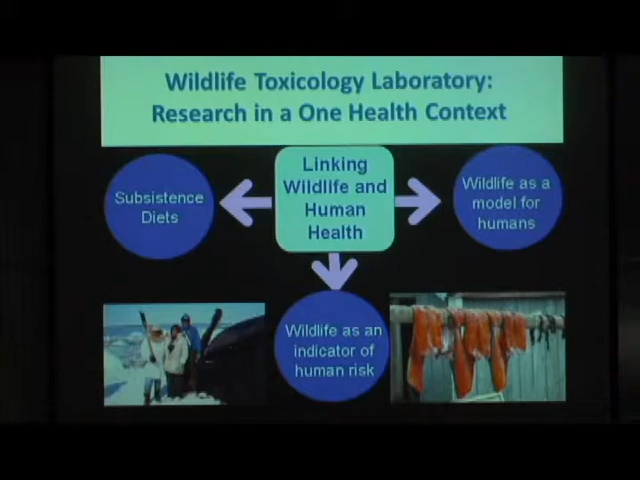 Wildlife Toxicology Laboratory:
Research in a One Health Context
Linking
Wildlife and
Human
Health
Subsistence
Diets
Wildlife as a
model for
humans
Wildlife as an
indicator of
human risk